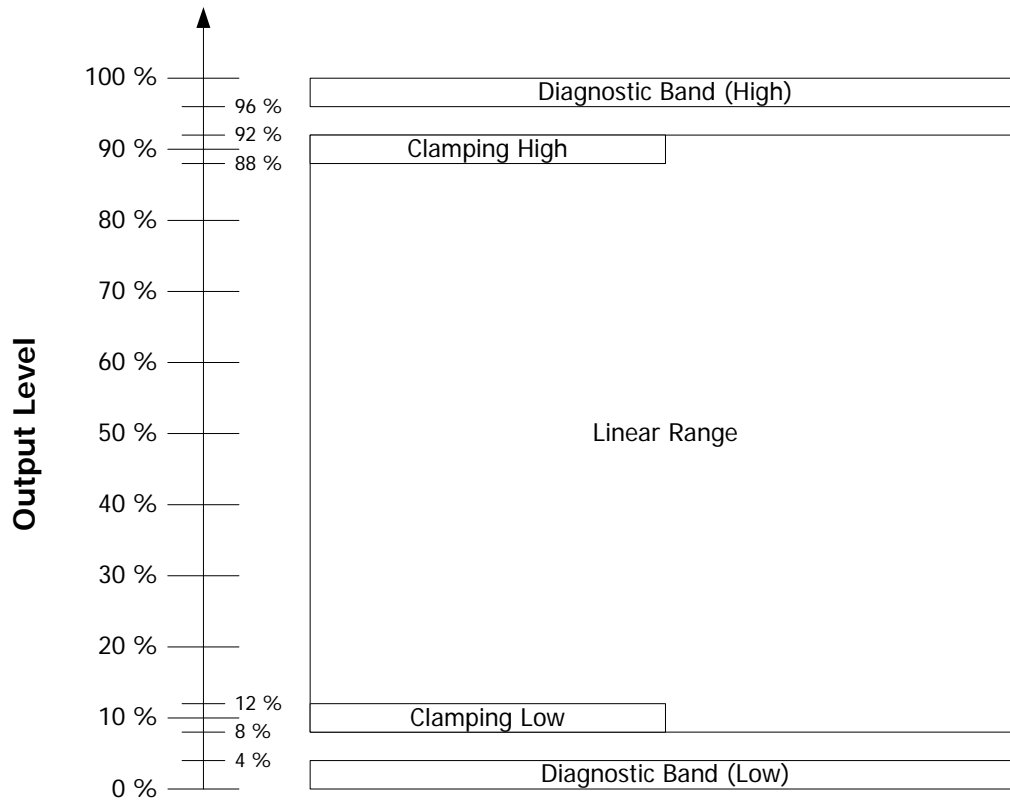 100 %
Diagnostic Band (High)
96 %
92 %
90 %
Clamping High
88 %
80 %
70 %
60 %
Output Level
50 %
Linear Range
40 %
30 %
20 %
12 %
10 %
Clamping Low
8 %
4 %
Diagnostic Band (Low)
0 %